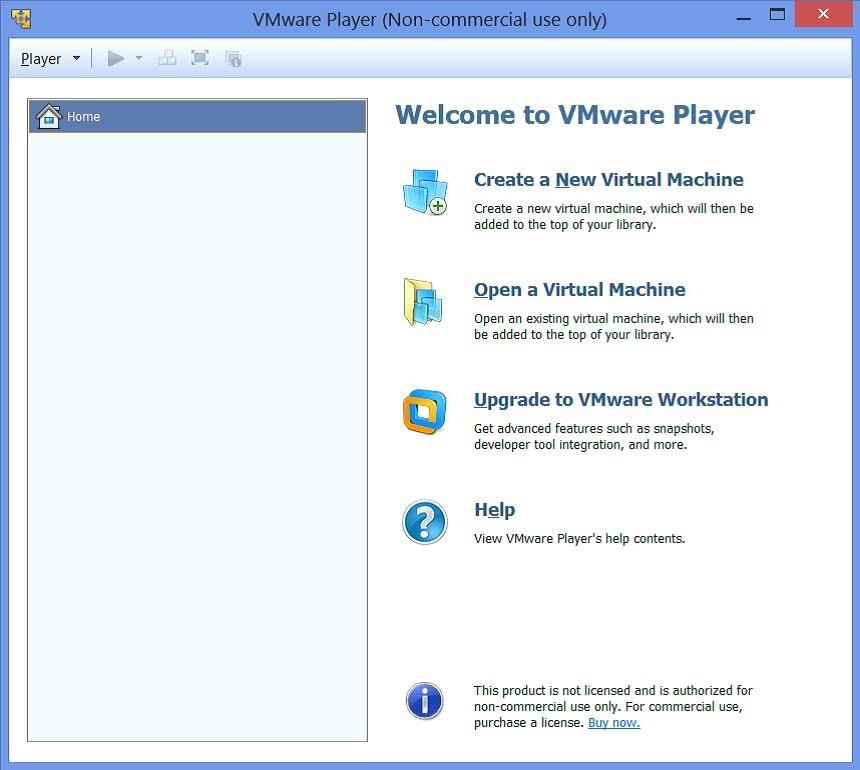 VMware Player (Non-commercial use only)
Player
Home
Welcome to VMware Player
Create a New Virtual Machine
Create a new virtual machine, which will then be
added to the top of your library.
Open a Virtual Machine
Open an existing virtual machine, which will then
be added to the top of your library.
Upgrade to VMware Workstation
Get advanced features such as snapshots,
developer tool integration, and more.
Help
View VMware Player's help contents.
This product is not licensed and is authorized for
non-commercial use only. For commercial use,
purchase a license. Buy now.